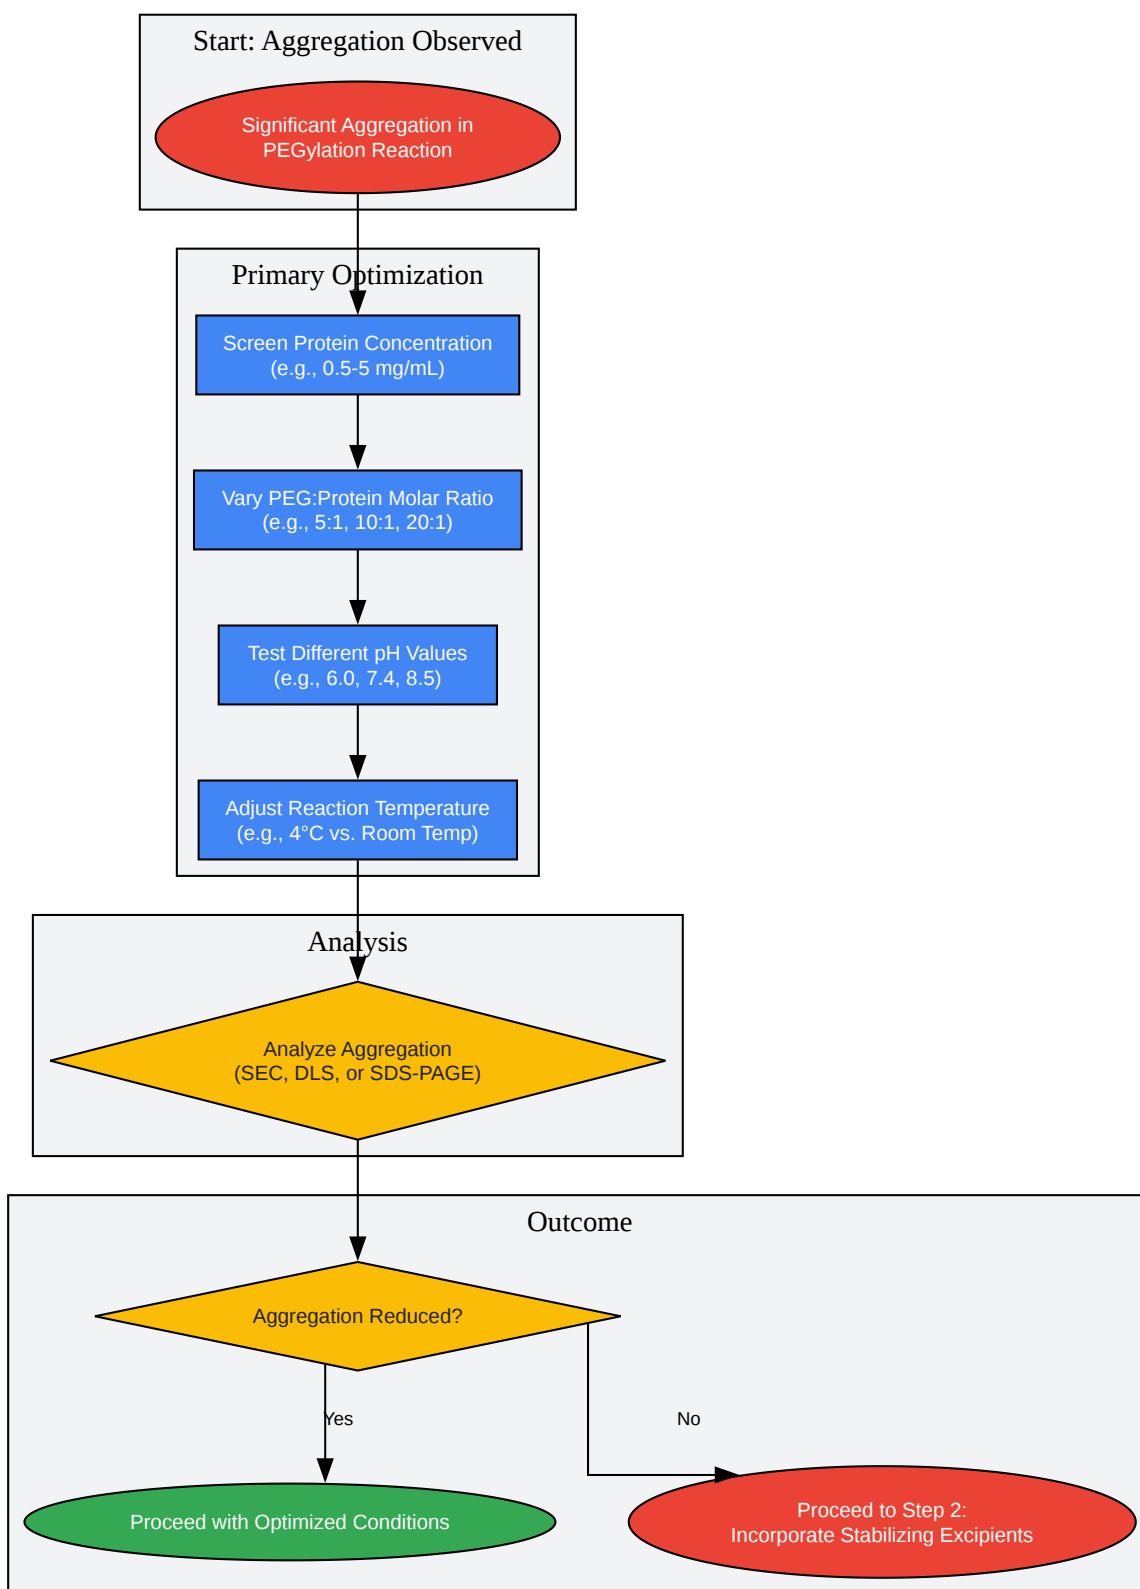 Start: Aggregation Observed
Significant Aggregation in
PEGylation Reaction
Primary Optimization
Screen Protein Concentration
(e.g., 0.5-5 mg/mL)
Vary PEG:Protein Molar Ratio
(e.g., 5:1, 10:1, 20:1)
Test Different pH Values
(e.g., 6.0, 7.4, 8.5)
Adjust Reaction Temperature
(e.g., 4°C vs. Room Temp)
Analysis
Analyze Aggregation
(SEC, DLS, or SDS-PAGE)
Outcome
Aggregation Reduced?
Yes
No
Proceed with Optimized Conditions
Proceed to Step 2:
Incorporate Stabilizing Excipients